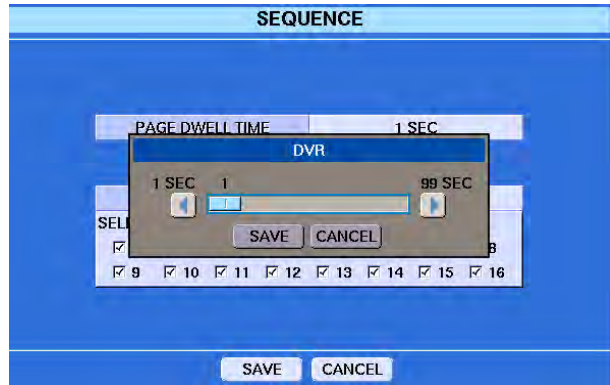 SEQUENCE
PAGE DWELL TIME 1 SEC
DVR
1 SEC 1 99 SEC
SAVE CANCEL
8
9 10 11 12 13 14 15 16
SAVE CANCEL